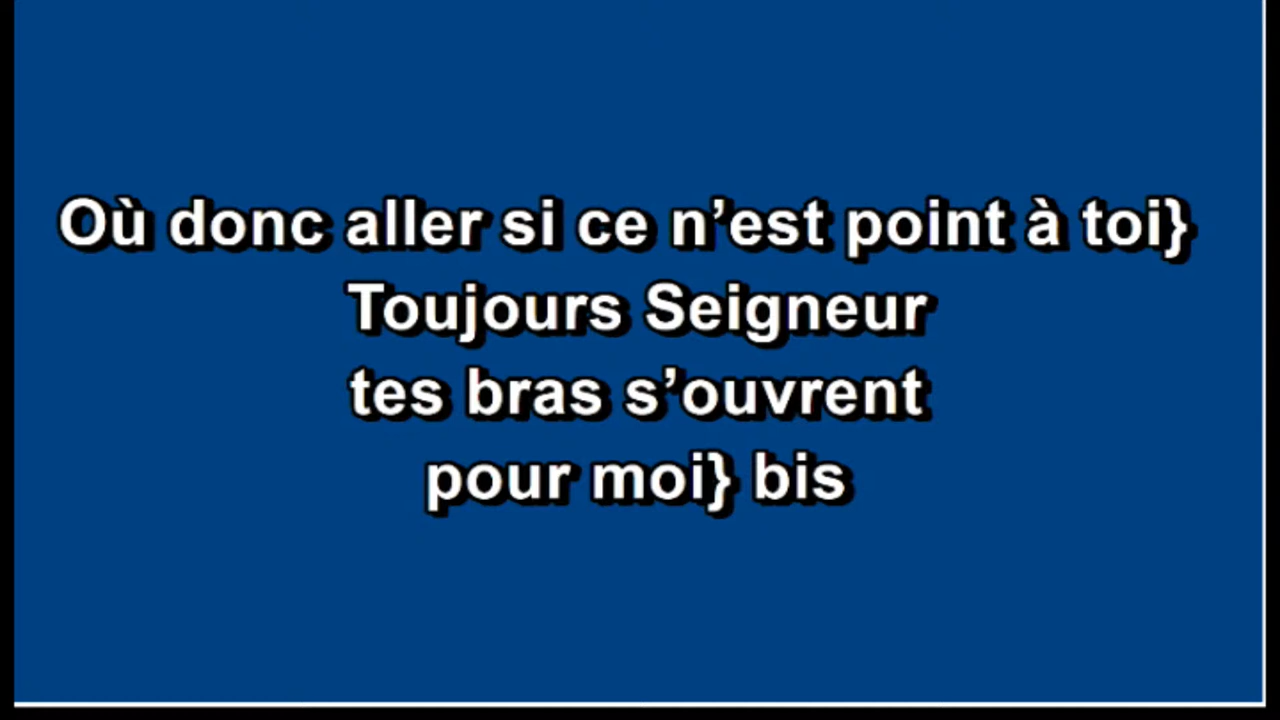 Où donc aller si ce n’est point à toi}
Toujours Seigneur
tes bras s’ouvrent
pour moi} bis